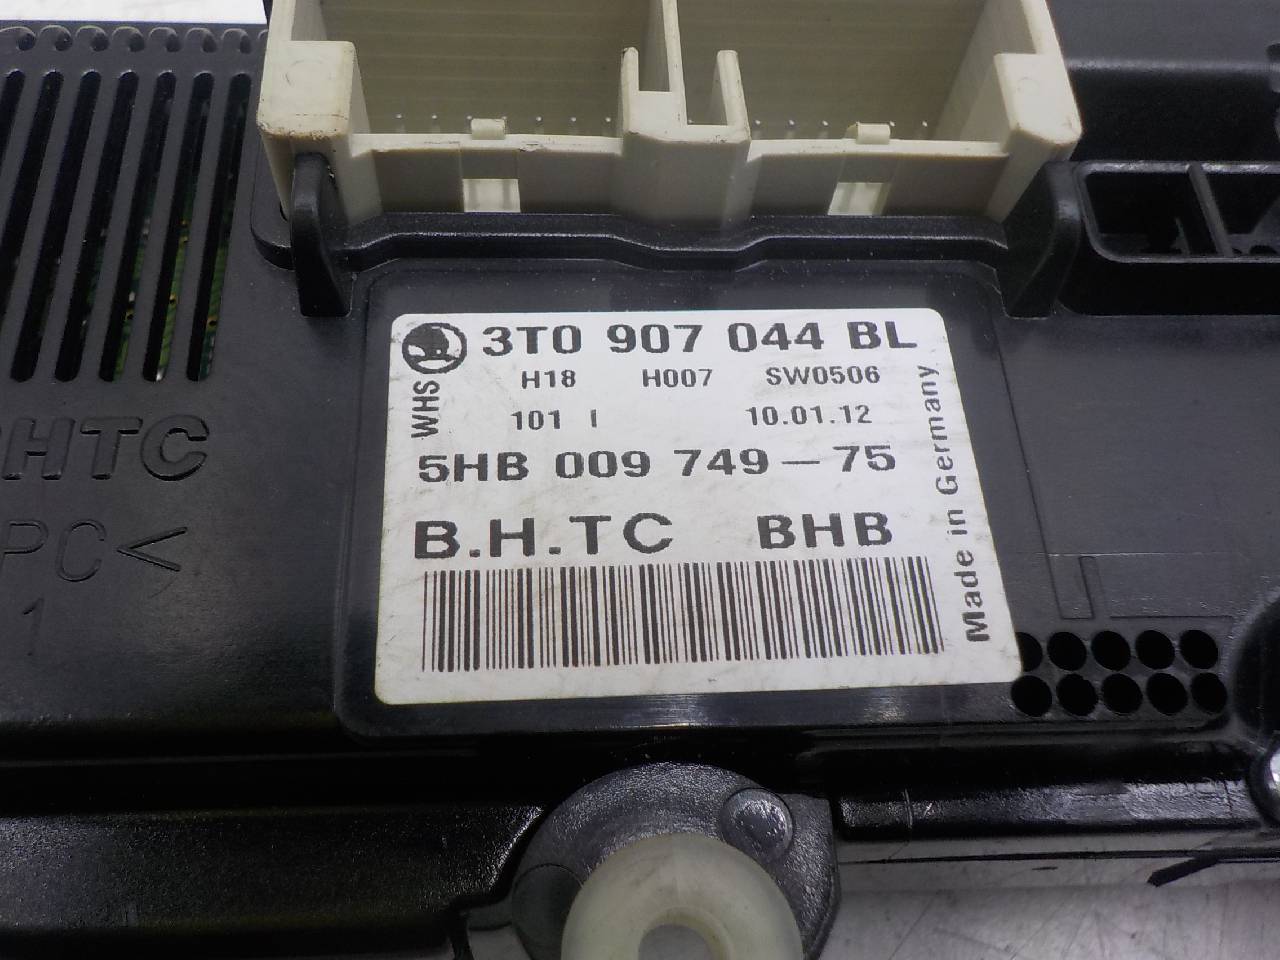 3T0 907 044 BL
H18 H007 SW0506
WHS
101 I 10.01.12
5HB 009 749-75
B.H.TC BHB
Made in Germany
HTC
PC<
1